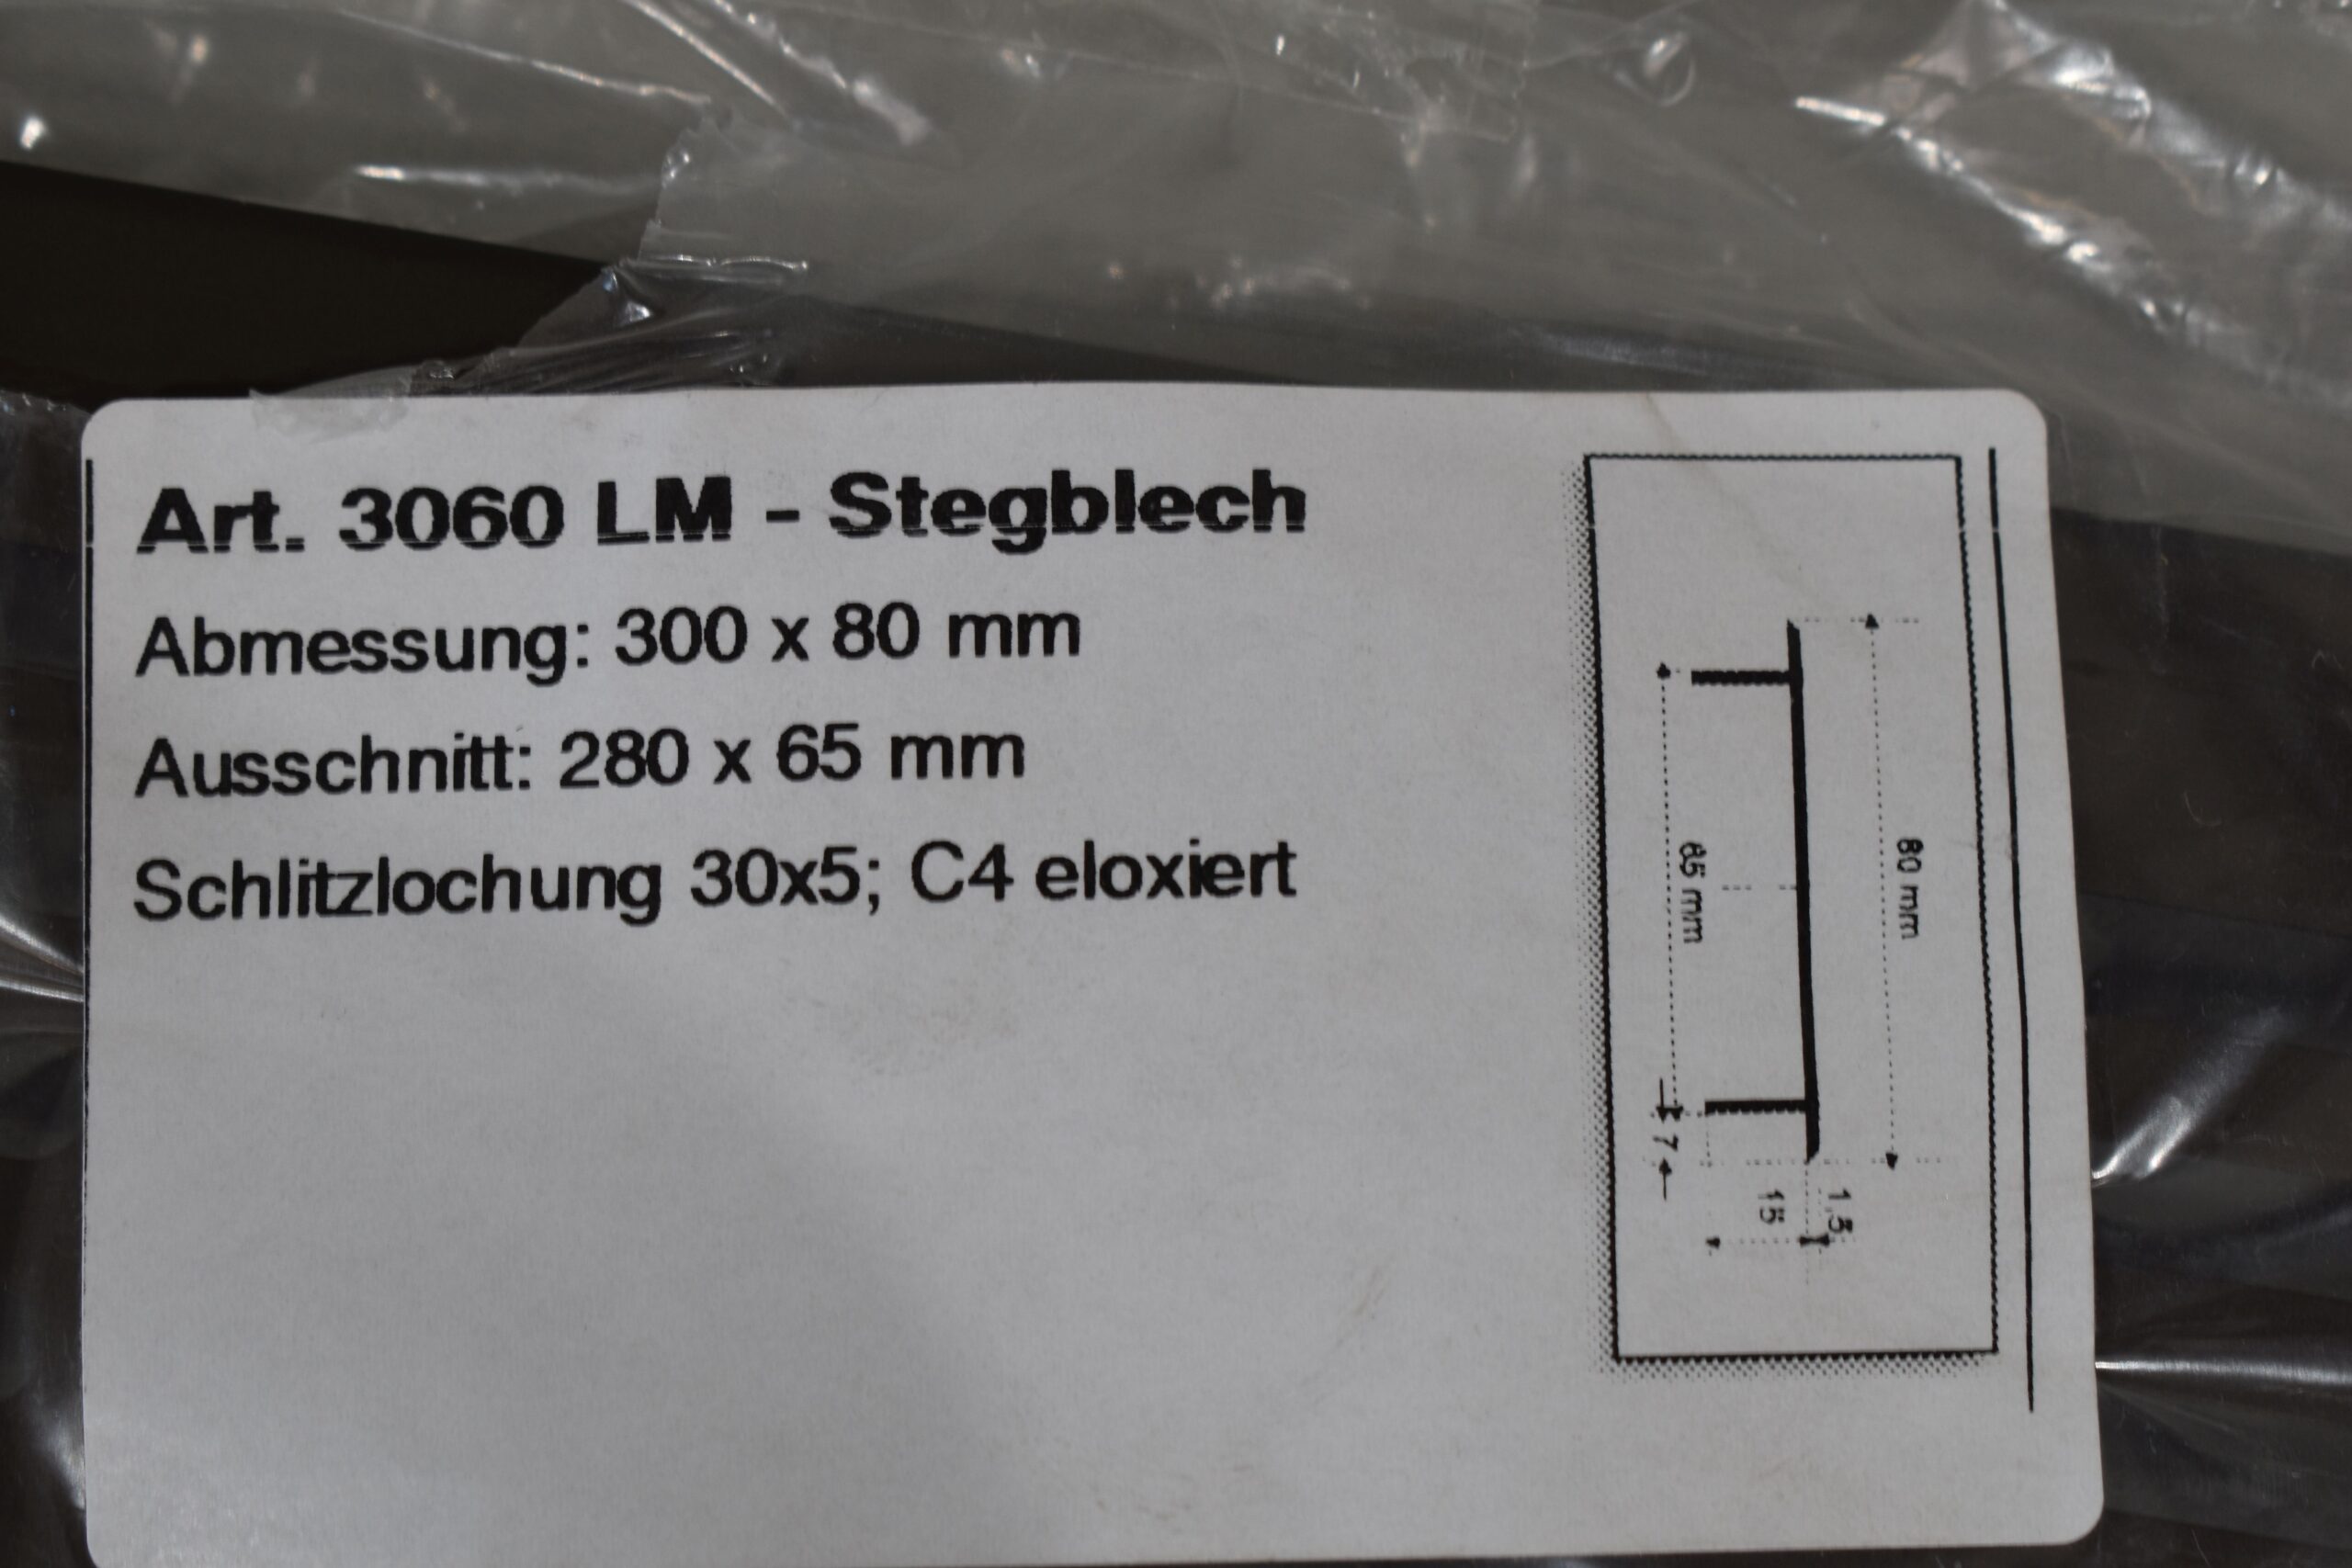 Art. 3060 LM - Stegblech
Abmessung: 300 x 80 mm
Ausschnitt: 280 x 65 mm
Schlitzlochung 30x5; C4 eloxiert
80 mm
65 mm
7
15
1,5